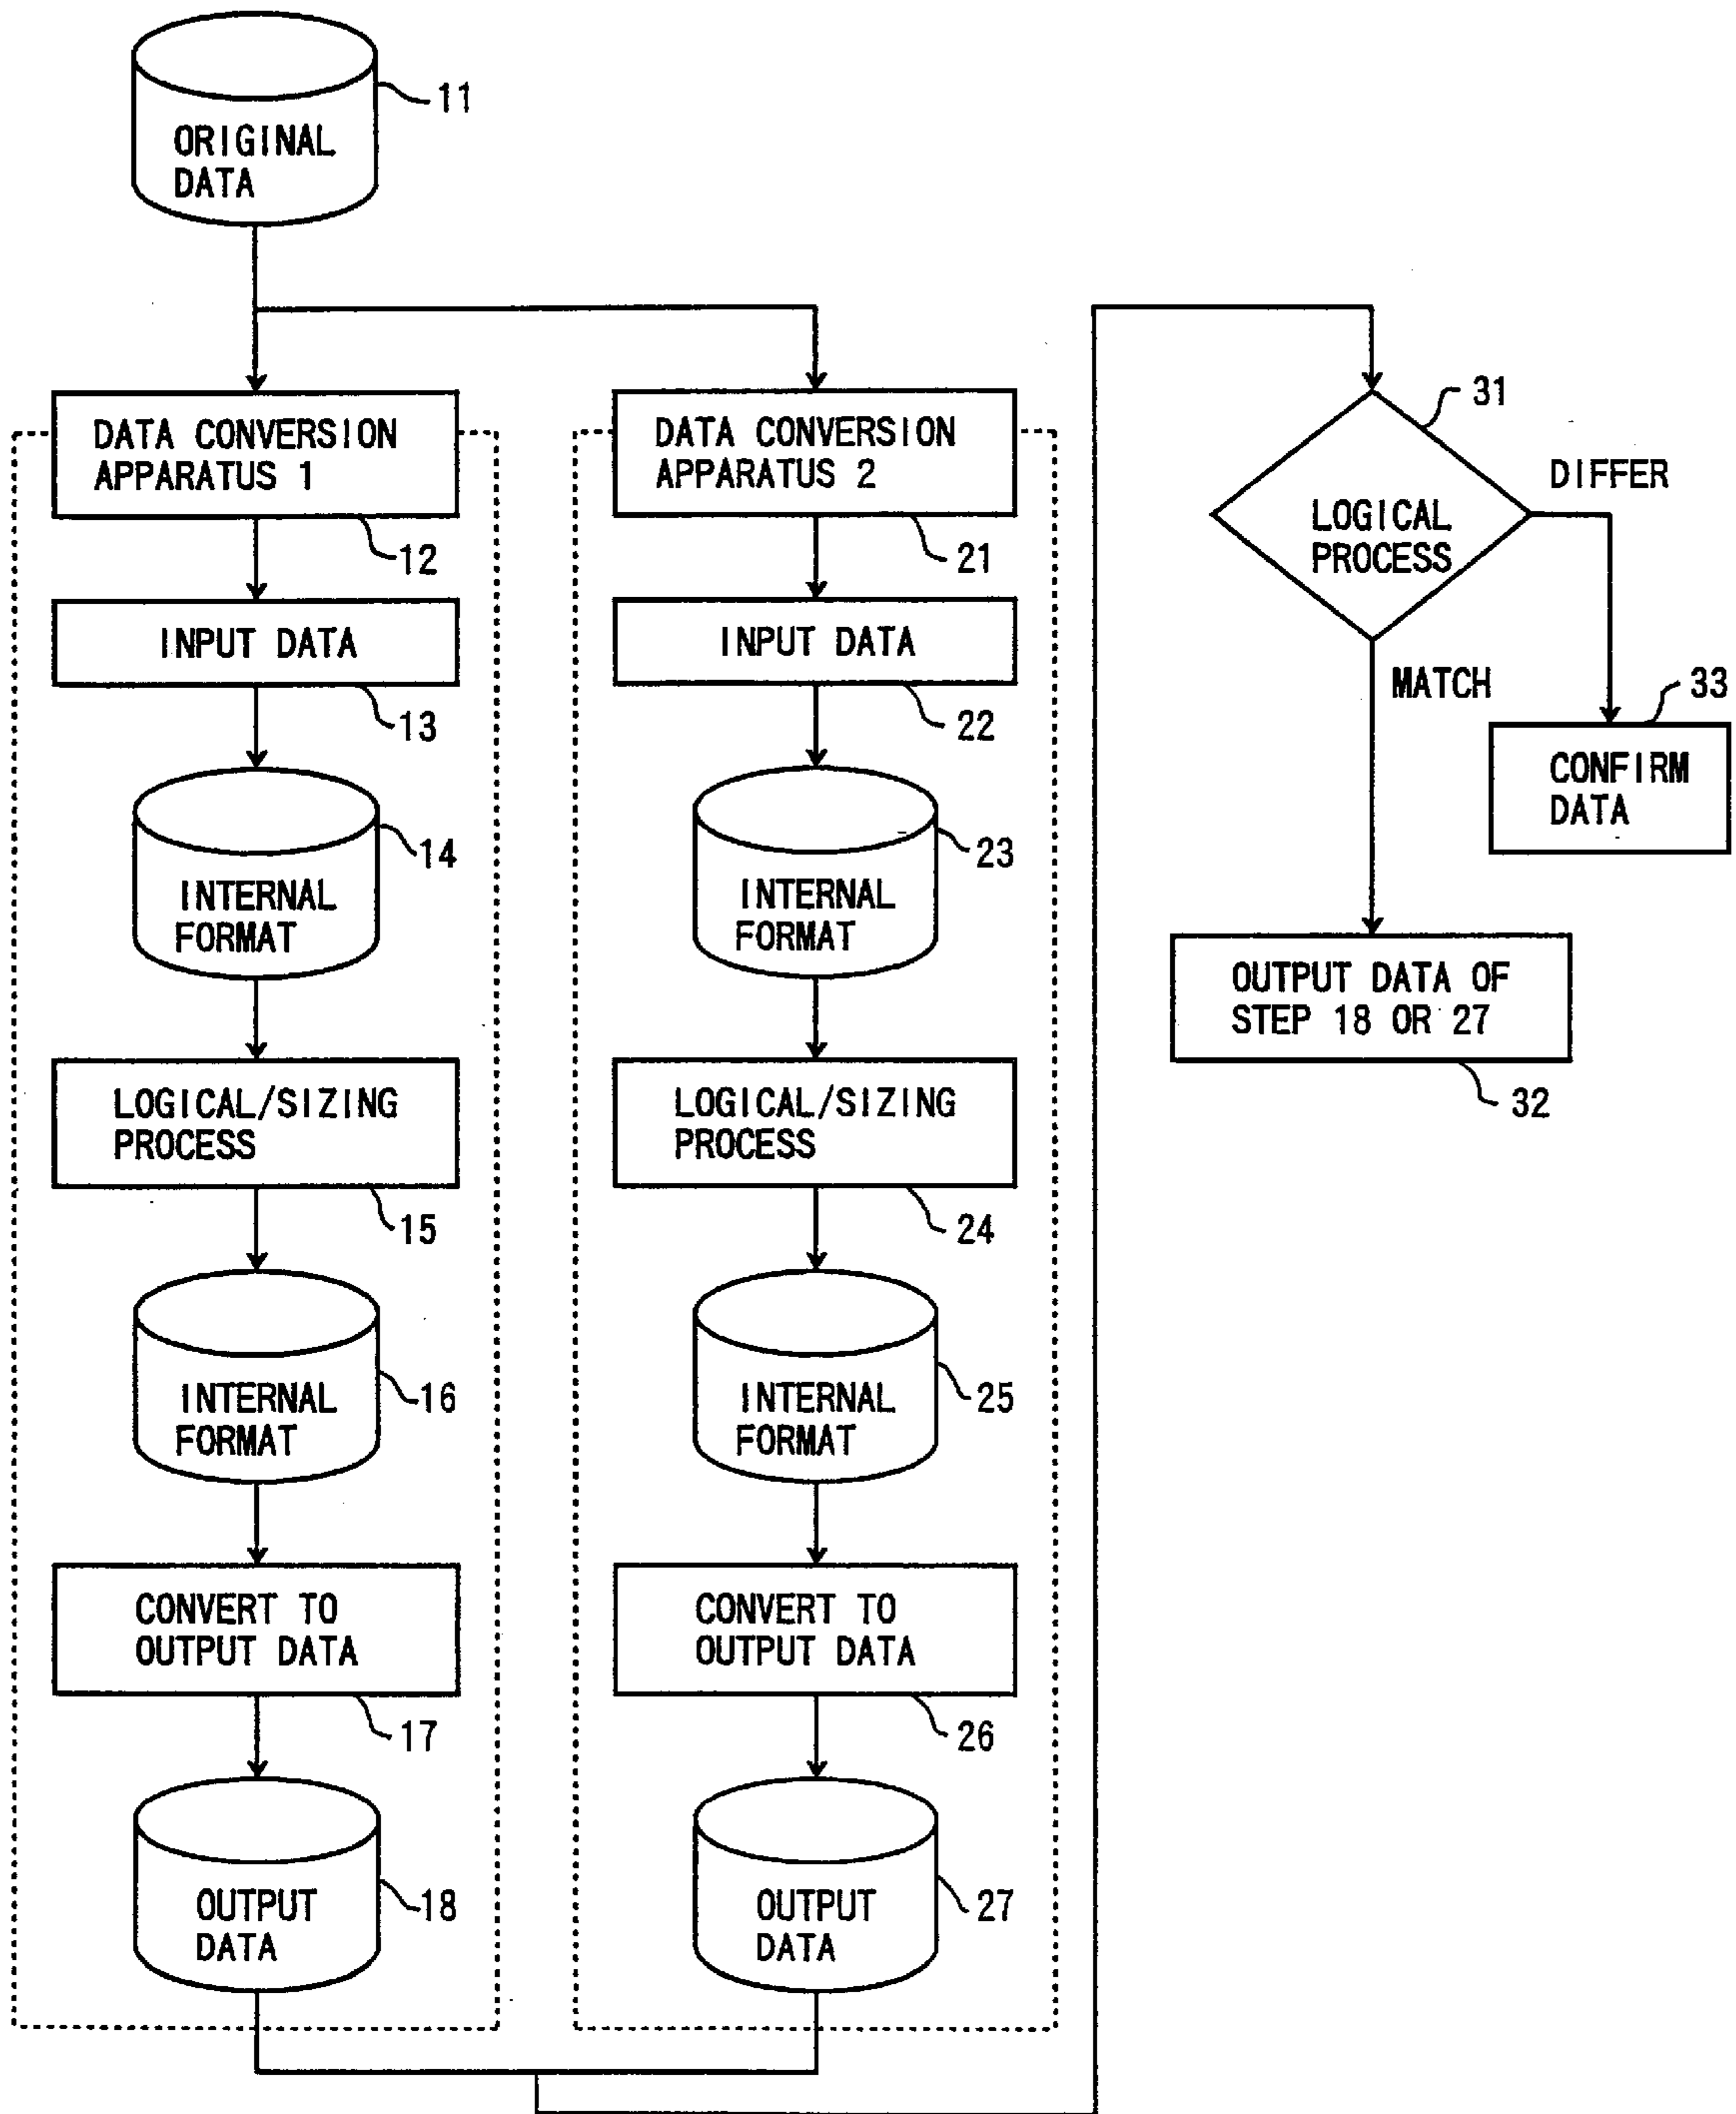 11
ORIGINAL
DATA
DATA CONVERSION
APPARATUS 1
12
INPUT DATA
13
14
INTERNAL
FORMAT
LOGICAL/SIZING
PROCESS
15
16
INTERNAL
FORMAT
CONVERT TO
OUTPUT DATA
17
18
OUTPUT
DATA
DATA CONVERSION
APPARATUS 2
21
INPUT DATA
22
23
INTERNAL
FORMAT
LOGICAL/SIZING
PROCESS
24
25
INTERNAL
FORMAT
CONVERT TO
OUTPUT DATA
26
27
OUTPUT
DATA
31
DIFFER
LOGICAL
PROCESS
MATCH
33
CONFIRM
DATA
OUTPUT DATA OF
STEP 18 OR 27
32